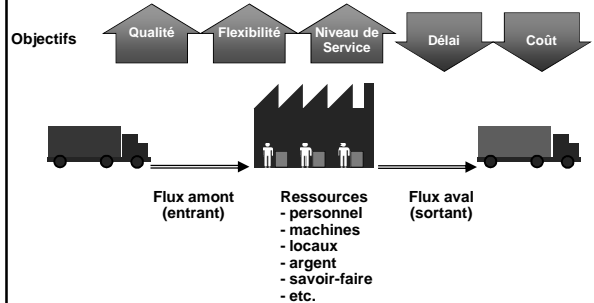 Objectifs
Qualité
Flexibilité
Niveau de
Service
Délai
Coût
Flux amont
(entrant)
Ressources
- personnel
- machines
- locaux
- argent
- savoir-faire
- etc.
Flux aval
(sortant)